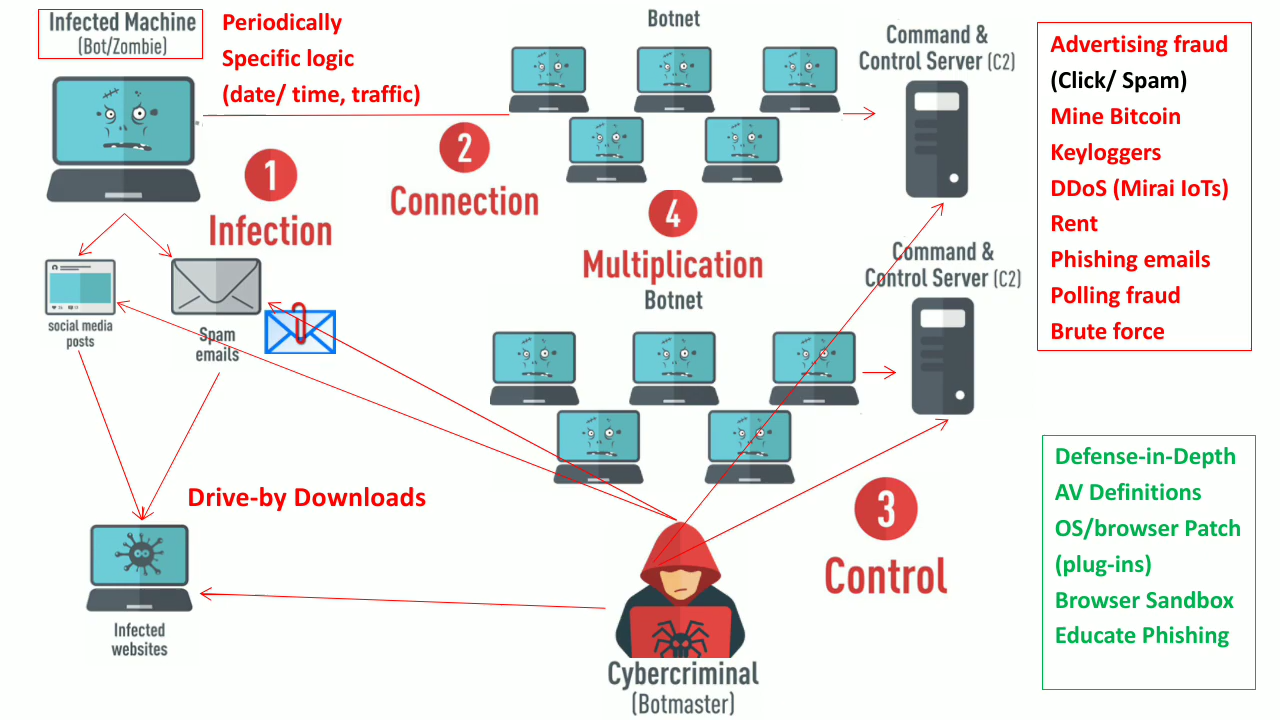 Infected Machine
(Bot/Zombie)
Periodically
Specific logic
(date/ time, traffic)
Botnet
Command &
Control Server (C2)
Advertising fraud
(Click/ Spam)
Mine Bitcoin
Keyloggers
DDoS (Mirai IoTs)
Rent
Phishing emails
Polling fraud
Brute force
1
Infection
2
Connection
4
Multiplication
Botnet
Command &
Control Server (C2)
social media
posts
Spam
emails
Drive-by Downloads
3
Control
Defense-in-Depth
AV Definitions
OS/browser Patch
(plug-ins)
Browser Sandbox
Educate Phishing
Infected
websites
Cybercriminal
(Botmaster)